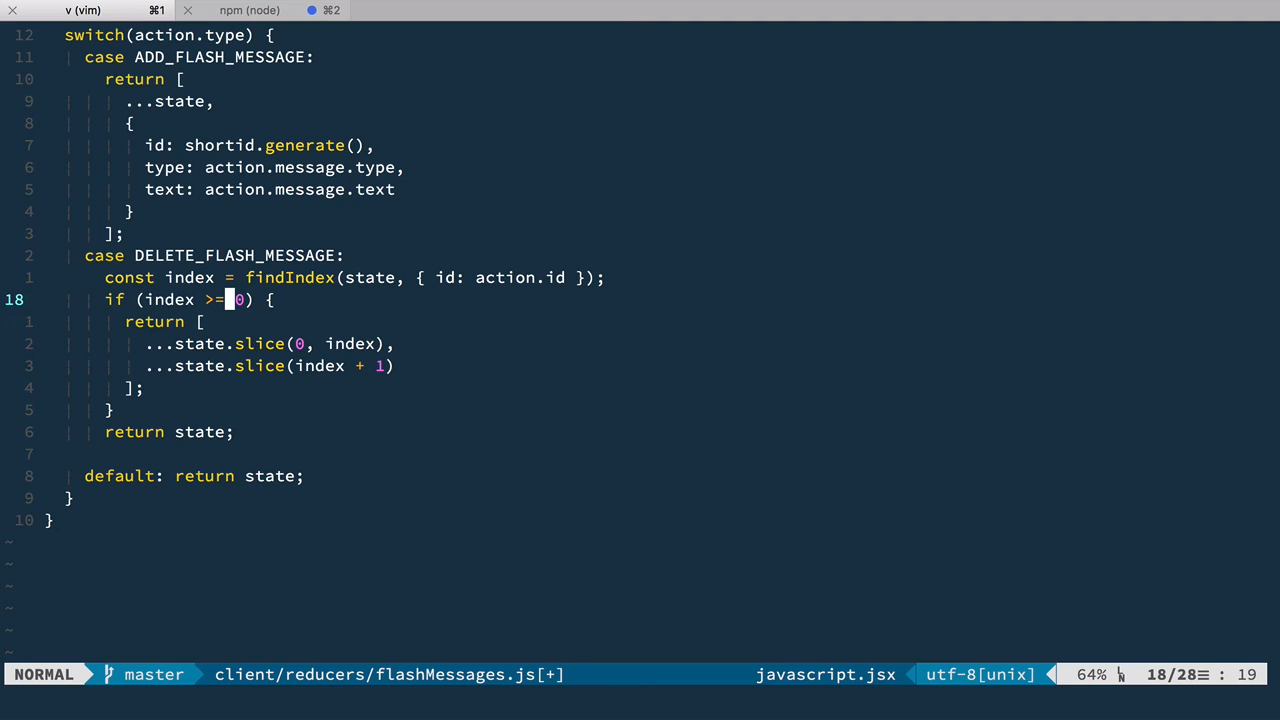 v (vim) ⌘1 npm (node) ⌘2
12 switch(action.type) {
11 case ADD_FLASH_MESSAGE:
10 return [
9 ...state,
8 {
7 id: shortid.generate(),
6 type: action.message.type,
5 text: action.message.text
4 }
3 ];
2 case DELETE_FLASH_MESSAGE:
1 const index = findIndex(state, { id: action.id });
18 if (index >= 0) {
1 return [
2 ...state.slice(0, index),
3 ...state.slice(index + 1)
4 ];
5 }
6 return state;
7
8 default: return state;
9 }
10 }
~
~
~
~
~
~
NORMAL master client/reducers/flashMessages.js[+] javascript.jsx utf-8[unix] 64% LN 18/28≡ : 19